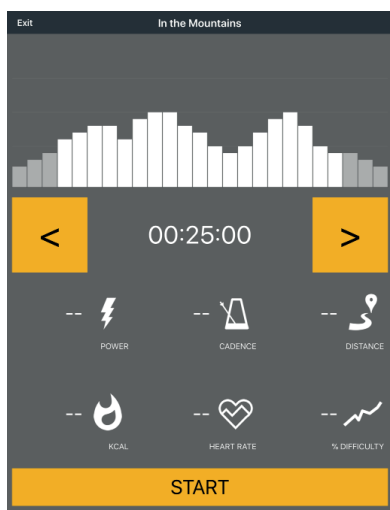 Exit In the Mountains
< 00:25:00 >
-- -- --
POWER CADENCE DISTANCE
-- -- --
KCAL HEART RATE % DIFFICULTY
START